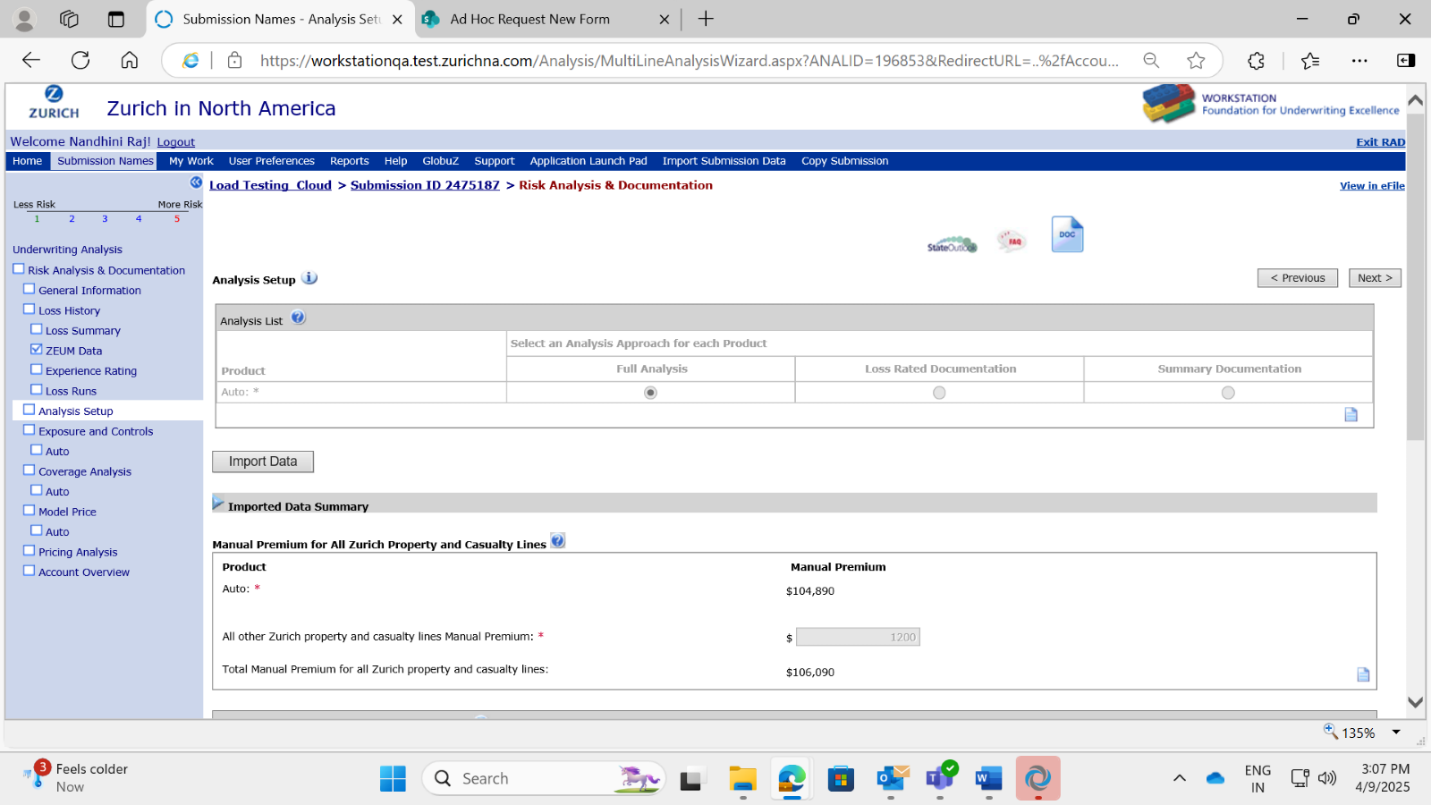 Submission Names - Analysis Setu
Ad Hoc Request New Form
https://workstationqa.test.zurichna.com/Analysis/MultiLineAnalysisWizard.aspx?ANALID=196853&RedirectURL=..%2fAccou...
ZURICH
Zurich in North America
WORKSTATION
Foundation for Underwriting Excellence
Welcome Nandhini Raj! Logout
Exit RAD
Home Submission Names My Work User Preferences Reports Help GlobuZ Support Application Launch Pad Import Submission Data Copy Submission
Load Testing Cloud > Submission ID 2475187 > Risk Analysis & Documentation
View in eFile
Less Risk More Risk
1 2 3 4 5
StateOutlook
FAQ
DOC
Underwriting Analysis
Risk Analysis & Documentation
General Information
Loss History
Loss Summary
ZEUM Data
Experience Rating
Loss Runs
Analysis Setup
Exposure and Controls
Auto
Coverage Analysis
Auto
Model Price
Auto
Pricing Analysis
Account Overview
Analysis Setup
< Previous
Next >
Analysis List
Select an Analysis Approach for each Product
Product Full Analysis Loss Rated Documentation Summary Documentation
Auto: *
Import Data
Imported Data Summary
Manual Premium for All Zurich Property and Casualty Lines
Product Manual Premium
Auto: * $104,890
All other Zurich property and casualty lines Manual Premium: * $ 1200
Total Manual Premium for all Zurich property and casualty lines: $106,090
135%
3
Feels colder
Now
Search
ENG
IN
3:07 PM
4/9/2025